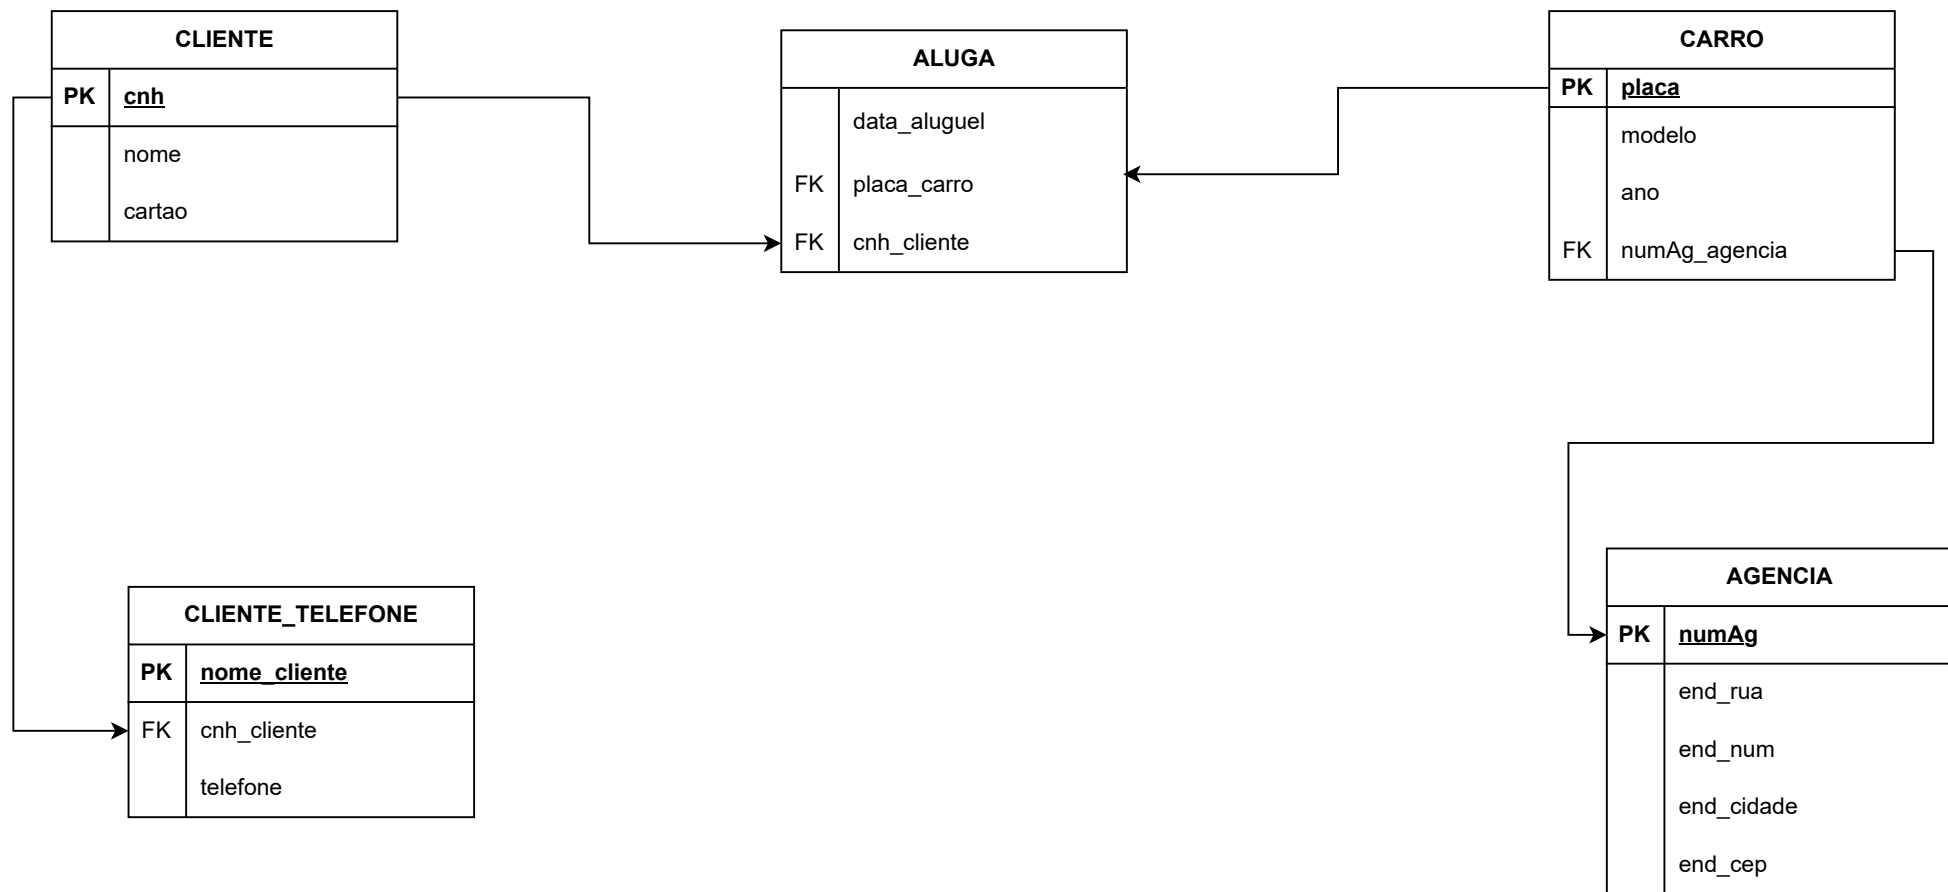 CLIENTE
PK cnh
nome
cartao
ALUGA
data_aluguel
FK placa_carro
FK cnh_cliente
CARRO
PK placa
modelo
ano
FK numAg_agencia
CLIENTE_TELEFONE
PK nome_cliente
FK cnh_cliente
telefone
AGENCIA
PK numAg
end_rua
end_num
end_cidade
end_cep